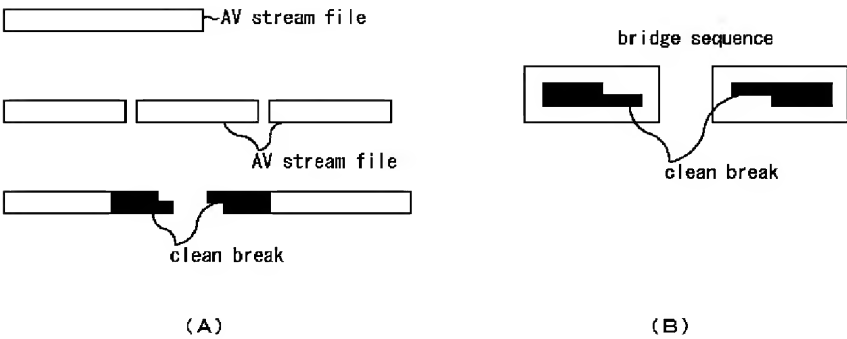 AV stream file
bridge sequence
AV stream file
clean break
clean break
(A)
(B)